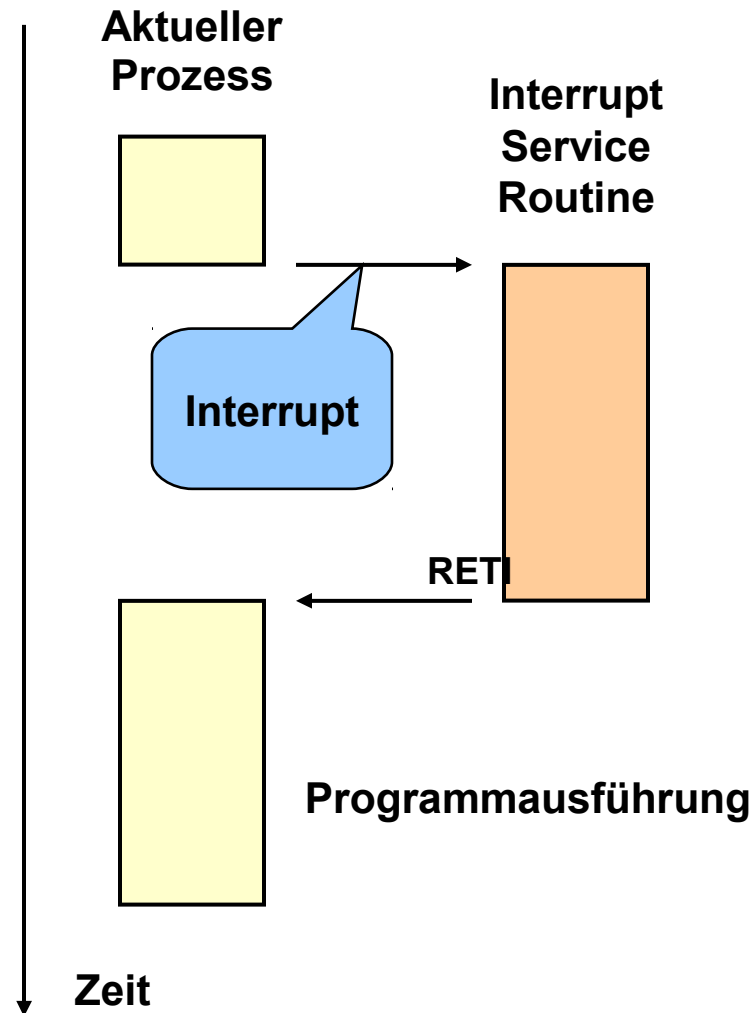 Aktueller
Prozess
Interrupt
Service
Routine
Interrupt
RETI
Programmausführung
Zeit